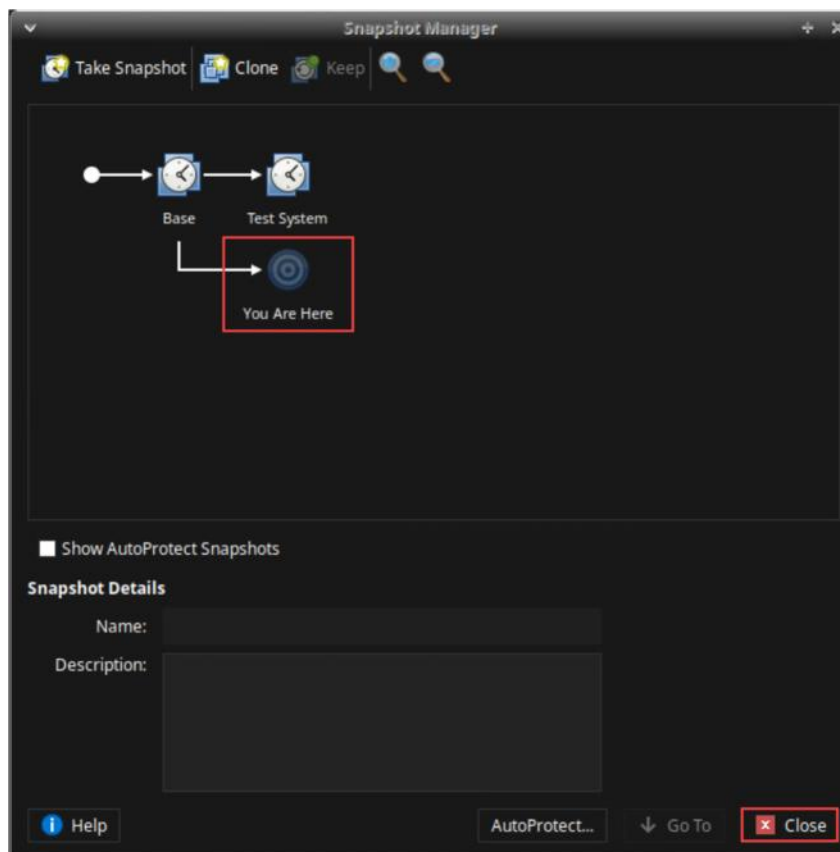 Snapshot Manager
Take Snapshot Clone Keep
Base Test System
You Are Here
Show AutoProtect Snapshots
Snapshot Details
Name:
Description:
Help AutoProtect... Go To Close